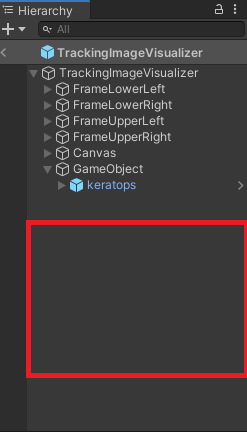 Hierarchy
All
TrackingImageVisualizer
TrackingImageVisualizer
FrameLowerLeft
FrameLowerRight
FrameUpperLeft
FrameUpperRight
Canvas
GameObject
keratops